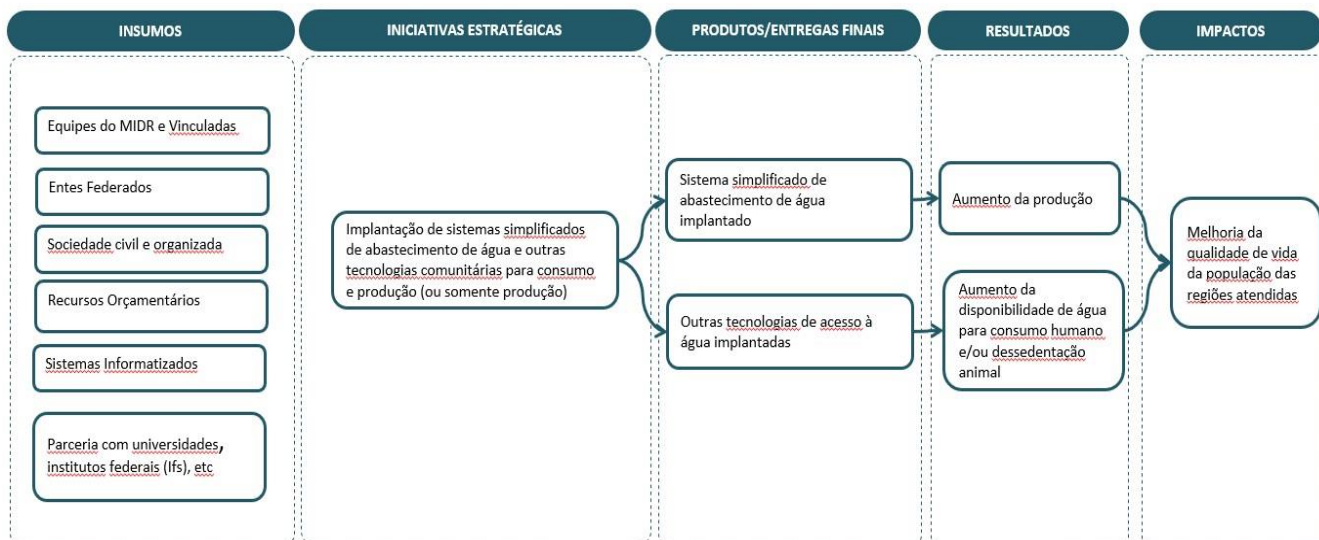 INSUMOS
INICIATIVAS ESTRATÉGICAS
PRODUTOS/ENTREGAS FINAIS
RESULTADOS
IMPACTOS
Equipes do MIDR e Vinculadas
Entes Federados
Sociedade civil e organizada
Recursos Orçamentários
Sistemas Informatizados
Parceria com universidades,
institutos federais (Ifs), etc
Implantação de sistemas simplificados
de abastecimento de água e outras
tecnologias comunitárias para consumo
e produção (ou somente produção)
Sistema simplificado de
abastecimento de água
implantado
Outras tecnologias de acesso à
água implantadas
Aumento da produção
Aumento da
disponibilidade de água
para consumo humano
e/ou dessedentação
animal
Melhoria da
qualidade de vida
da população das
regiões atendidas